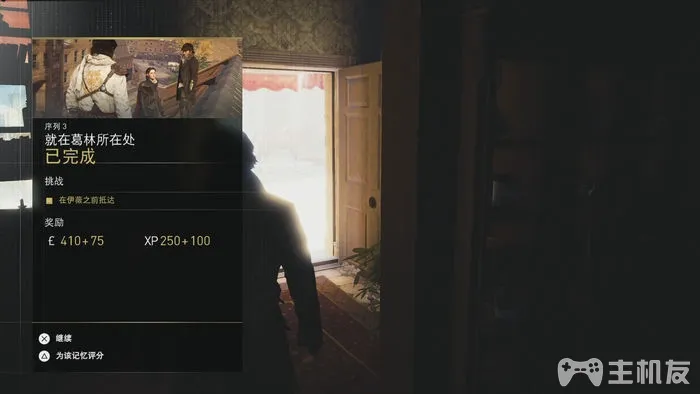 序列 3
就在葛林所在处
已完成
挑战
在伊薇之前抵达
奖励
£ 410+75 XP 250+100
继续
为该记忆评分
主机友